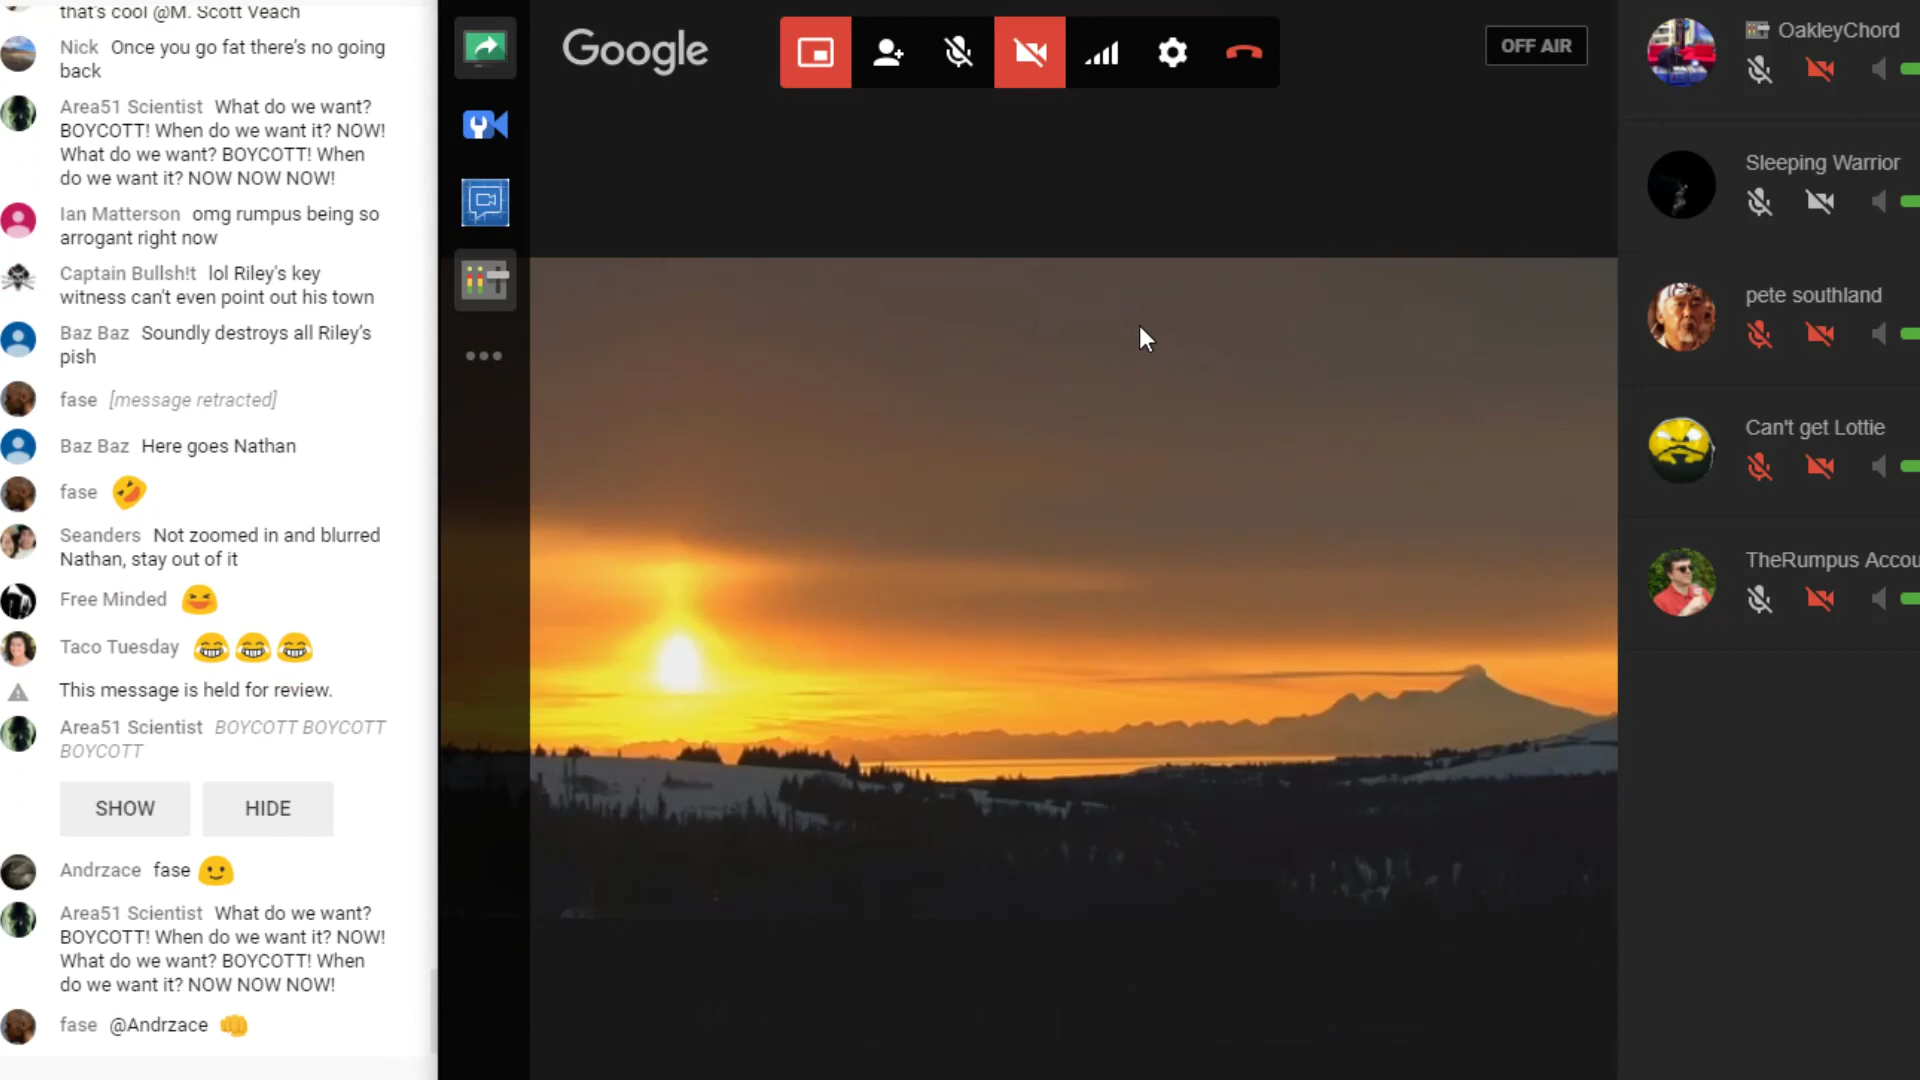 that's cool @M. Scott Veach
Nick Once you go fat there's no going
back
Area51 Scientist What do we want?
BOYCOTT! When do we want it? NOW!
What do we want? BOYCOTT! When
do we want it? NOW NOW NOW!
Ian Matterson omg rumpus being so
arrogant right now
Captain Bullsh!t lol Riley's key
witness can't even point out his town
Baz Baz Soundly destroys all Riley's
pish
fase [message retracted]
Baz Baz Here goes Nathan
fase
Seanders Not zoomed in and blurred
Nathan, stay out of it
Free Minded
Taco Tuesday
This message is held for review.
Area51 Scientist BOYCOTT BOYCOTT
BOYCOTT
SHOW HIDE
Andrzace fase
Area51 Scientist What do we want?
BOYCOTT! When do we want it? NOW!
What do we want? BOYCOTT! When
do we want it? NOW NOW NOW!
fase @Andrzace
Google
OFF AIR
OakleyChord
Sleeping Warrior
pete southland
Can't get Lottie
TheRumpus Accou